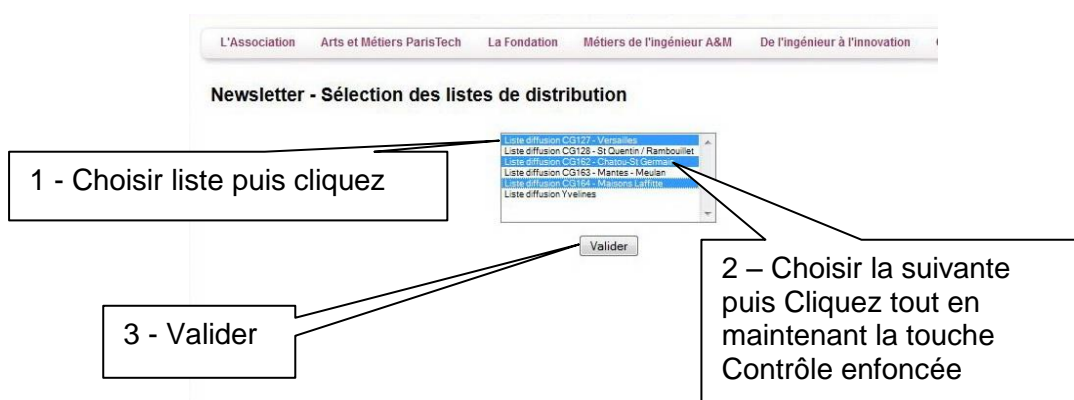 L'Association Arts et Métiers ParisTech La Fondation Métiers de l'ingénieur A&M De l'ingénieur à l'innovation
Newsletter - Sélection des listes de distribution
Liste diffusion CG127 - Versailles
Liste diffusion CG128 - St Quentin / Rambouillet
Liste diffusion CG162 - Chatou-St Germain
Liste diffusion CG163 - Mantes - Meulan
Liste diffusion CG164 - Maisons Laffitte
Liste diffusion Yvelines
1 - Choisir liste puis cliquez
Valider
2 – Choisir la suivante
puis Cliquez tout en
maintenant la touche
Contrôle enfoncée
3 - Valider